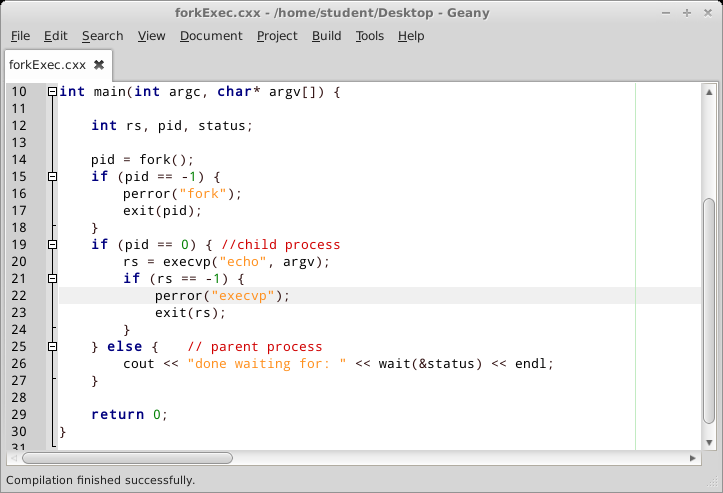 forkExec.cxx - /home/student/Desktop - Geany
File Edit Search View Document Project Build Tools Help
forkExec.cxx
10 int main(int argc, char* argv[]) {
11
12     int rs, pid, status;
13
14     pid = fork();
15     if (pid == -1) {
16         perror("fork");
17         exit(pid);
18     }
19     if (pid == 0) { //child process
20         rs = execvp("echo", argv);
21         if (rs == -1) {
22             perror("execvp");
23             exit(rs);
24         }
25     } else {    // parent process
26         cout << "done waiting for: " << wait(&status) << endl;
27     }
28
29     return 0;
30 }
31
Compilation finished successfully.